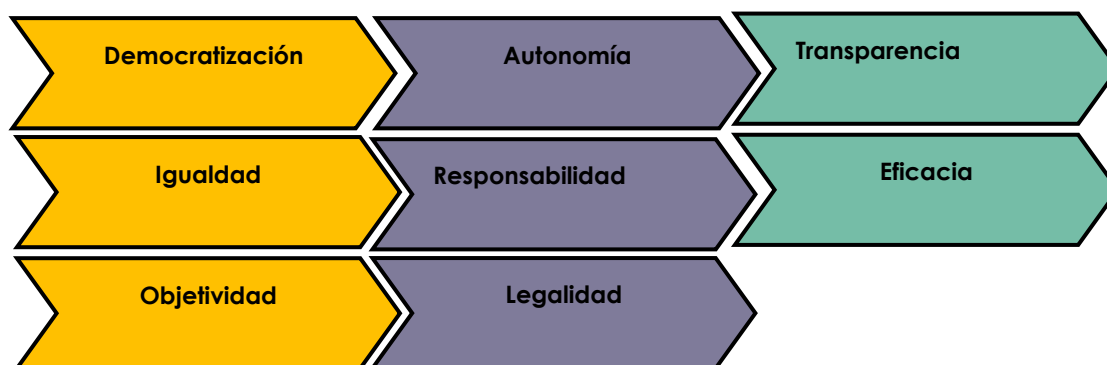 Democratización
Autonomía
Transparencia
Igualdad
Responsabilidad
Eficacia
Objetividad
Legalidad